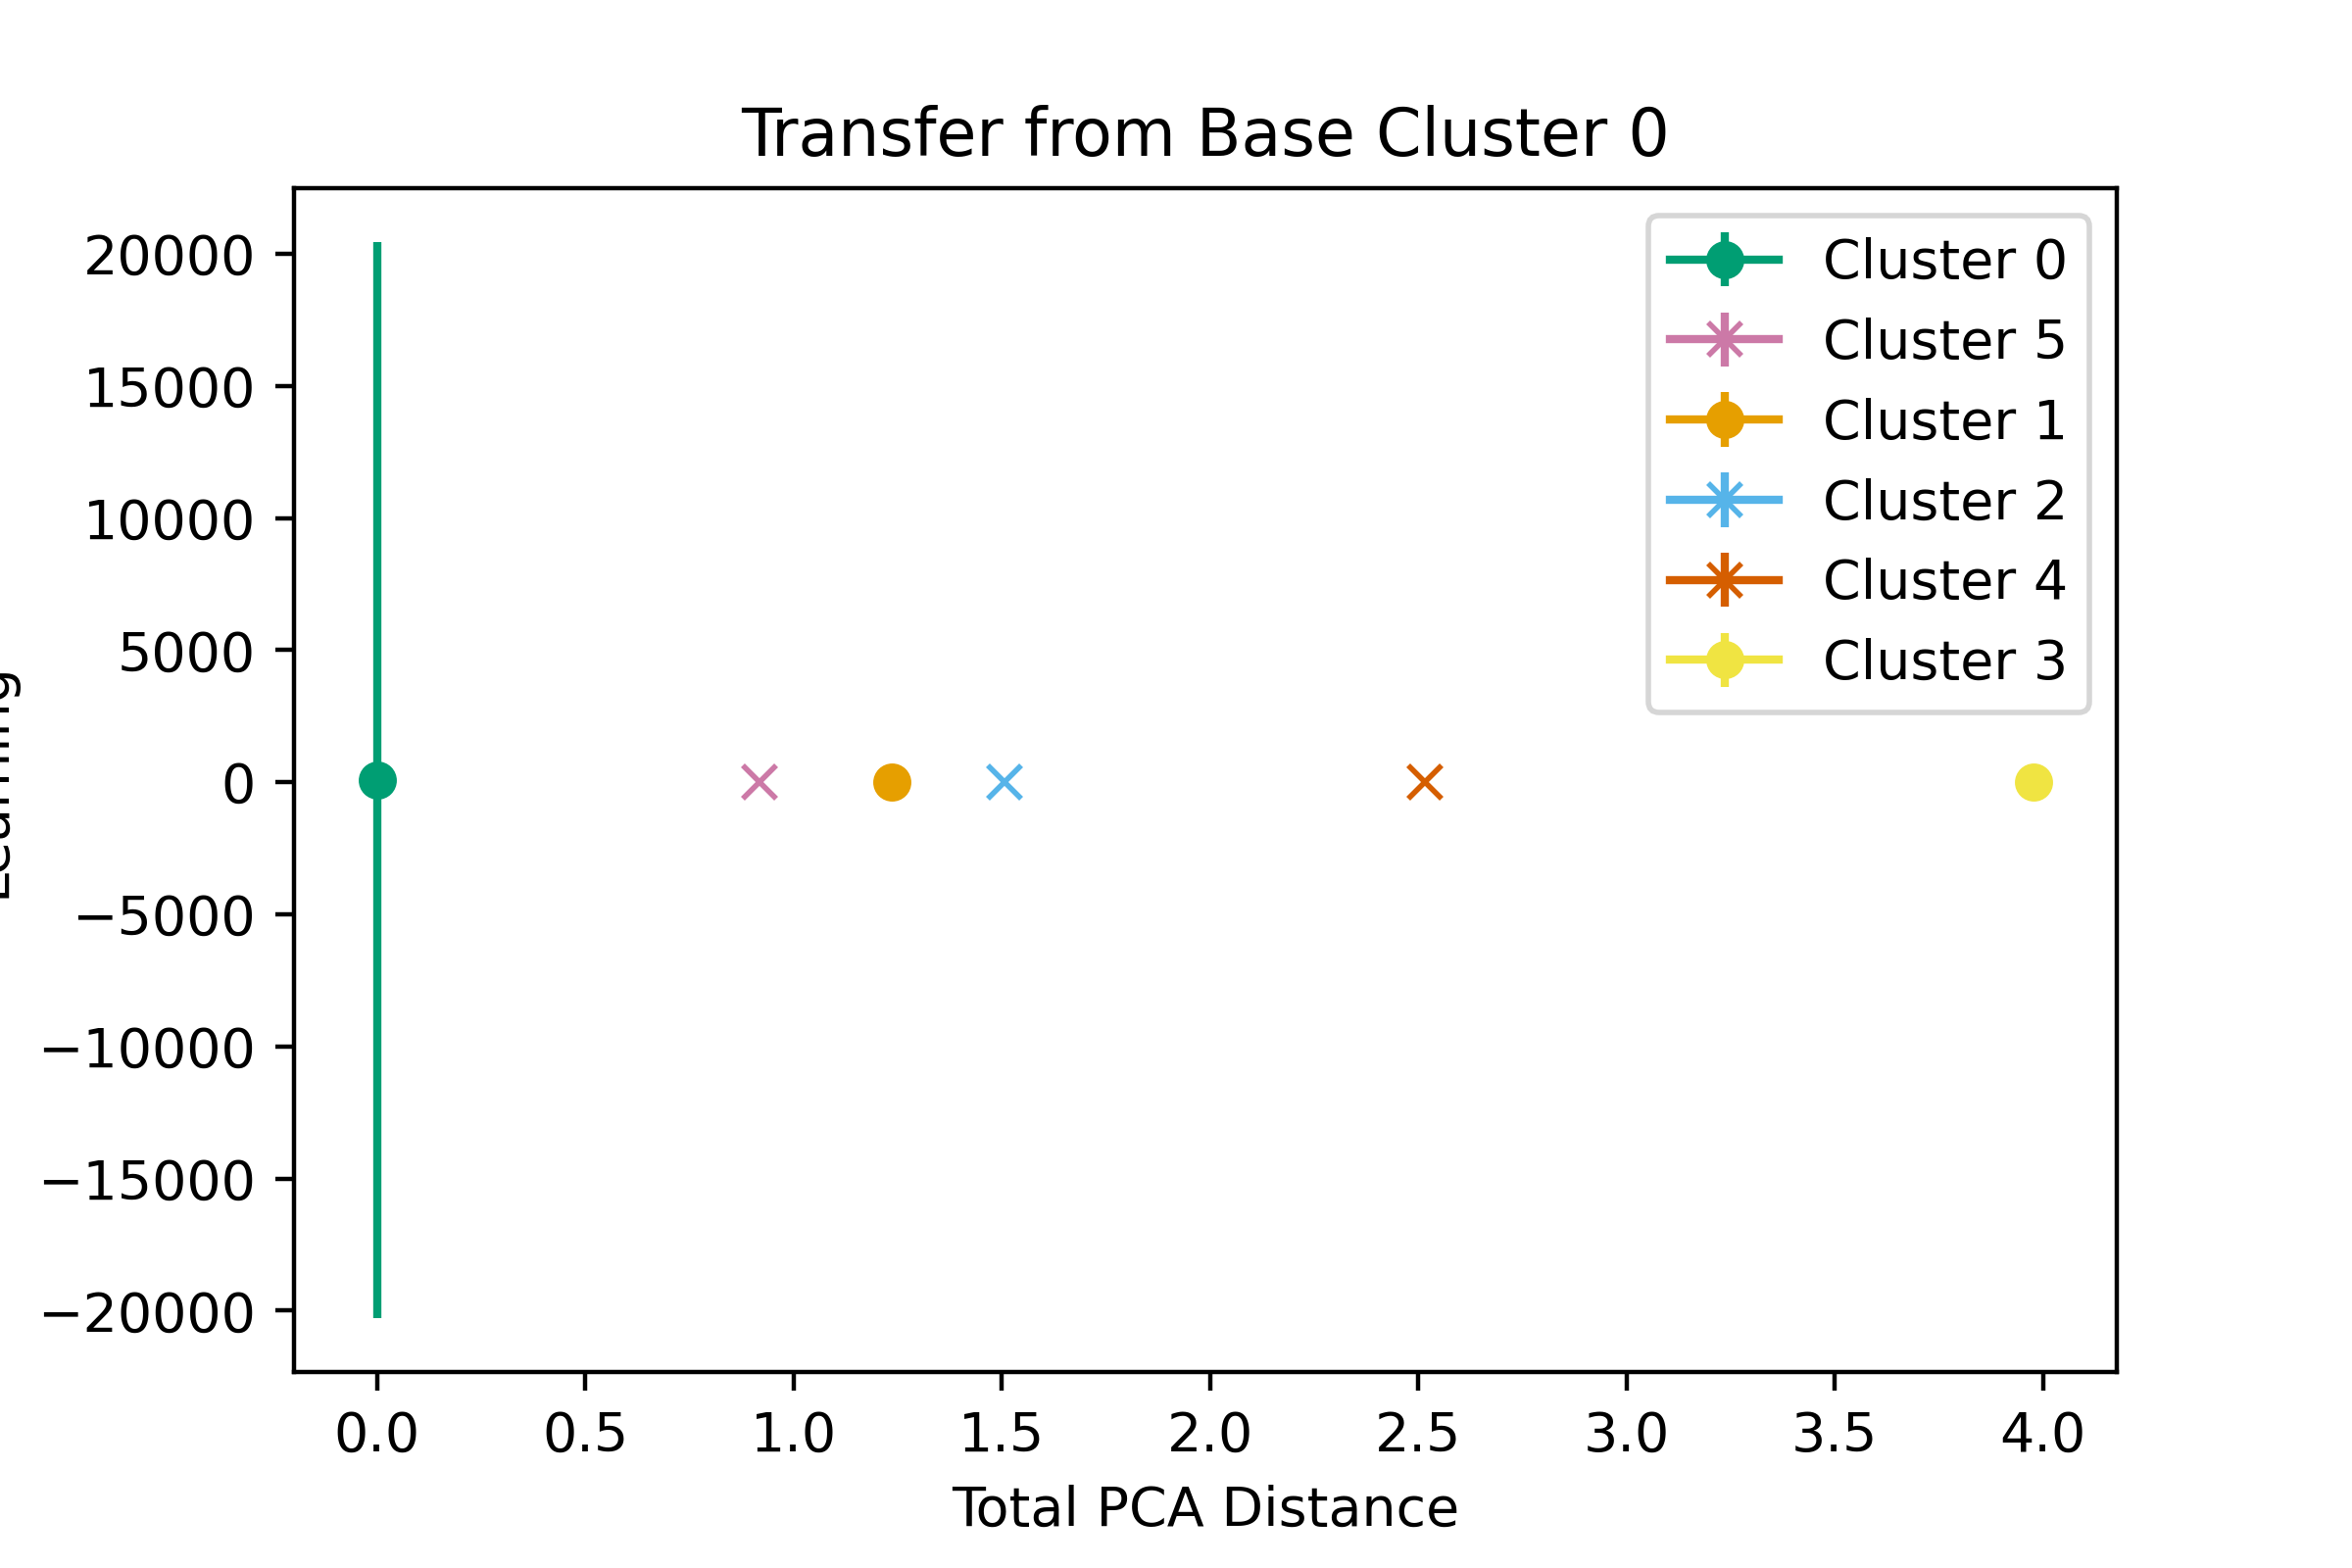 Transfer from Base Cluster 0
20000
15000
10000
5000
0
−5000
−10000
−15000
−20000
Cluster 0
Cluster 5
Cluster 1
Cluster 2
Cluster 4
Cluster 3
0.0 0.5 1.0 1.5 2.0 2.5 3.0 3.5 4.0
Total PCA Distance